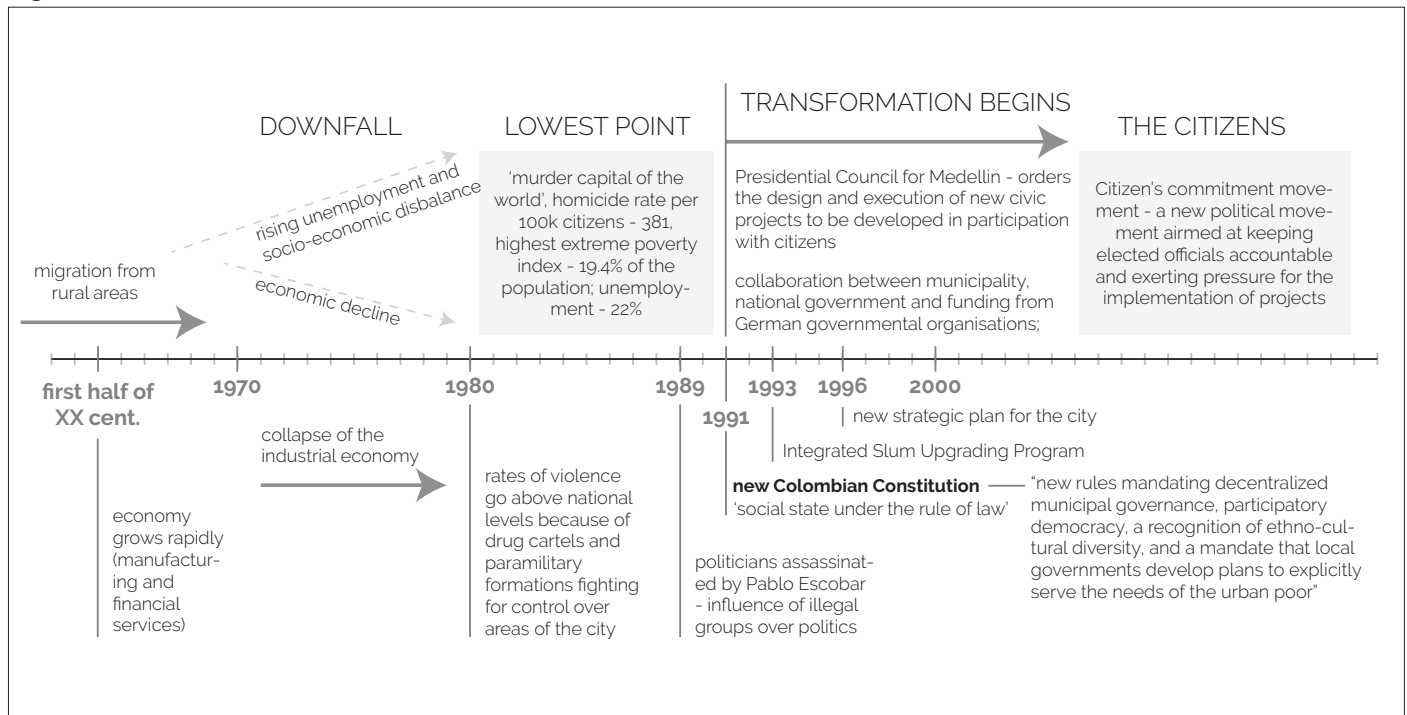 DOWNFALL
LOWEST POINT
TRANSFORMATION BEGINS
THE CITIZENS
migration from
rural areas
rising unemployment and
socio-economic disbalance
economic decline
'murder capital of the
world', homicide rate per
100k citizens - 381,
highest extreme poverty
index - 19.4% of the
population; unemploy-
ment - 22%
Presidential Council for Medellin - orders
the design and execution of new civic
projects to be developed in participation
with citizens
collaboration between municipality,
national government and funding from
German governmental organisations;
Citizen's commitment move-
ment - a new political move-
ment airmed at keeping
elected officials accountable
and exerting pressure for the
implementation of projects
first half of
XX cent.
1970
1980
1989
1991
1993
1996
2000
economy
grows rapidly
(manufactur-
ing and
financial
services)
collapse of the
industrial economy
rates of violence
go above national
levels because of
drug cartels and
paramilitary
formations fighting
for control over
areas of the city
politicians assassinat-
ed by Pablo Escobar
- influence of illegal
groups over politics
new strategic plan for the city
Integrated Slum Upgrading Program
new Colombian Constitution
'social state under the rule of law'
"new rules mandating decentralized
municipal governance, participatory
democracy, a recognition of ethno-cul-
tural diversity, and a mandate that local
governments develop plans to explicitly
serve the needs of the urban poor"